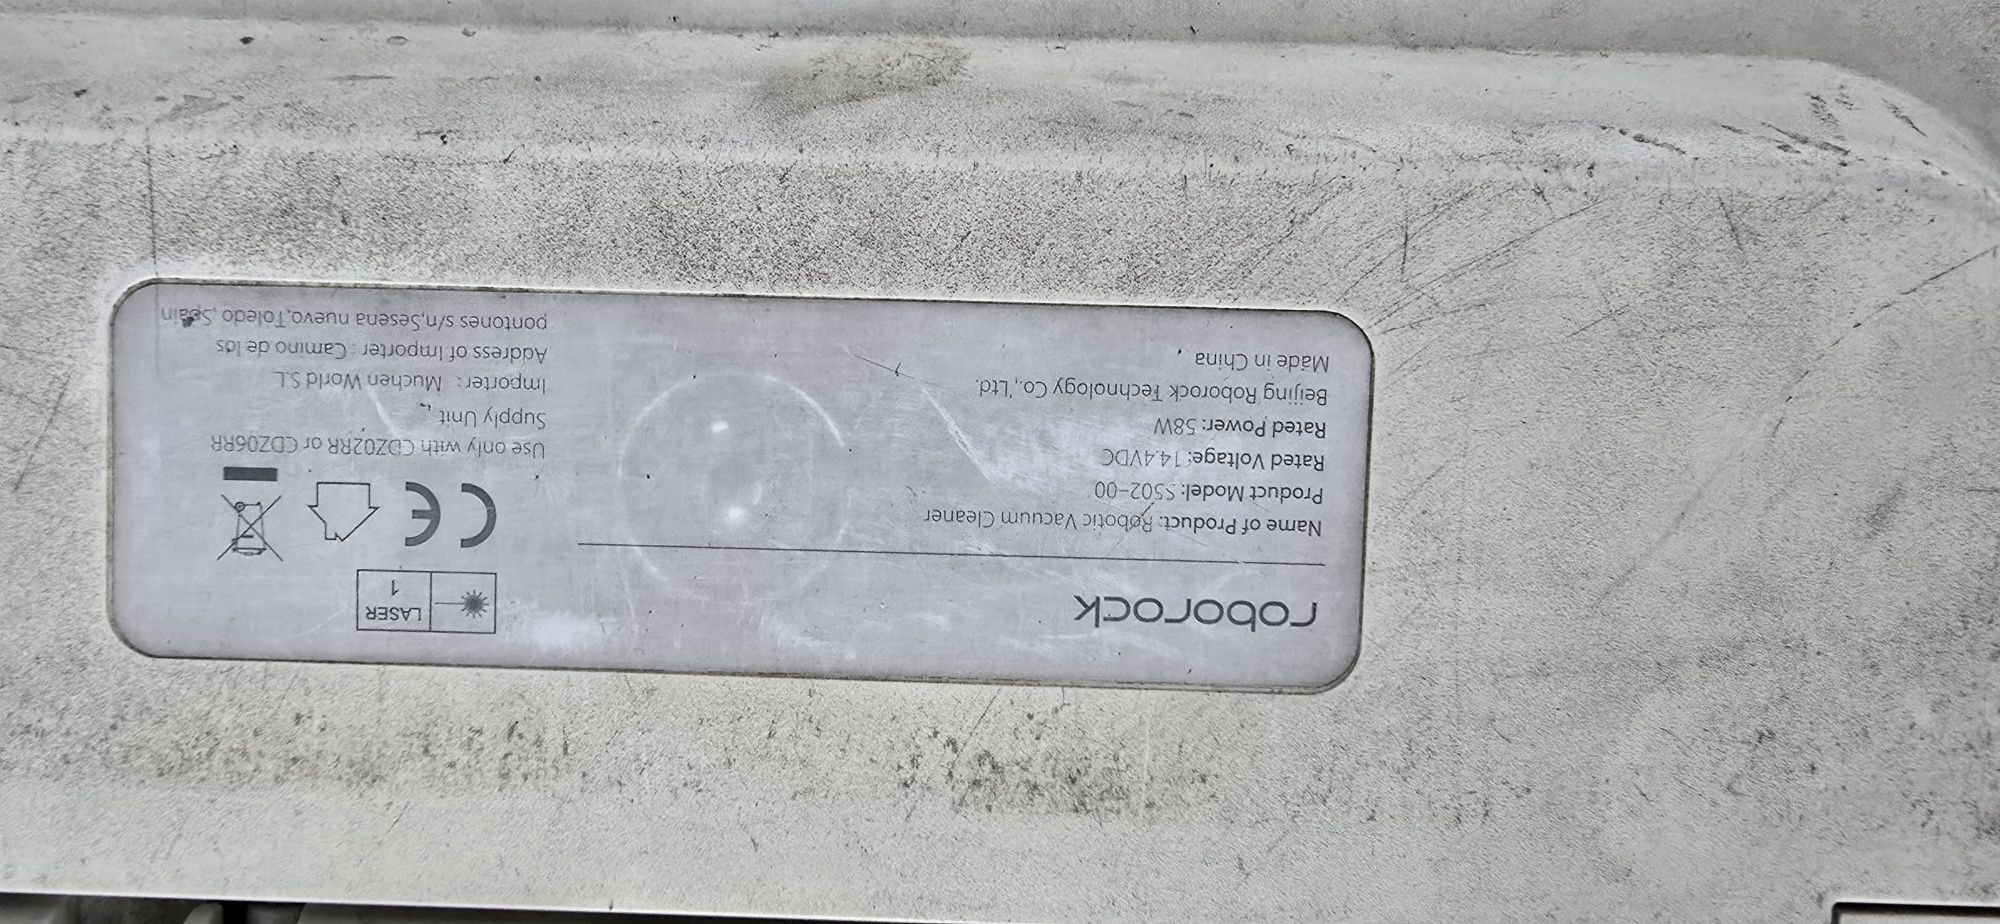 roborock
Name of Product: Robotic Vacuum Cleaner
Product Model: S502-00
Rated Voltage: 14.4VDC
Rated Power: 58W
Beijing Roborock Technology Co., Ltd.
Made in China
LASER
1
CE
Use only with CDZ02RR or CDZ06RR
Supply Unit
Importer: Muchen World S.L
Address of Importer: Camino de los
pontones s/n,Sesena nuevo,Toledo ,Spain